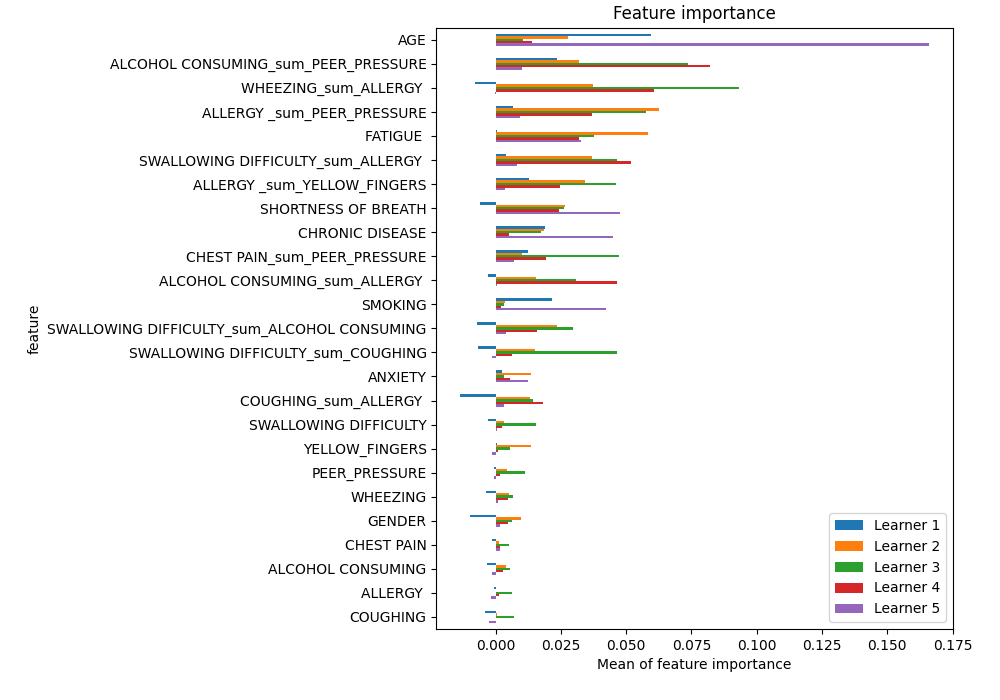 Feature importance
AGE
ALCOHOL CONSUMING_sum_PEER_PRESSURE
WHEEZING_sum_ALLERGY
ALLERGY _sum_PEER_PRESSURE
FATIGUE
SWALLOWING DIFFICULTY_sum_ALLERGY
ALLERGY _sum_YELLOW_FINGERS
SHORTNESS OF BREATH
CHRONIC DISEASE
CHEST PAIN_sum_PEER_PRESSURE
ALCOHOL CONSUMING_sum_ALLERGY
SMOKING
SWALLOWING DIFFICULTY_sum_ALCOHOL CONSUMING
SWALLOWING DIFFICULTY_sum_COUGHING
ANXIETY
COUGHING_sum_ALLERGY
SWALLOWING DIFFICULTY
YELLOW_FINGERS
PEER_PRESSURE
WHEEZING
GENDER
CHEST PAIN
ALCOHOL CONSUMING
ALLERGY
COUGHING
feature
Learner 1
Learner 2
Learner 3
Learner 4
Learner 5
0.000 0.025 0.050 0.075 0.100 0.125 0.150 0.175
Mean of feature importance